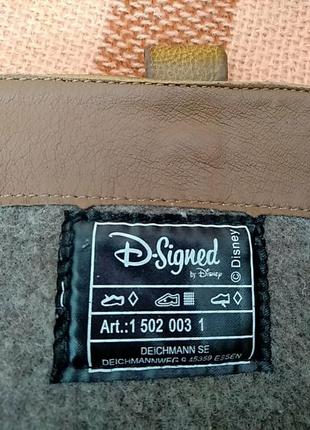 D-Signed
by Disney
© Disney
Art.:1 502 003 1
DEICHMANN SE
DEICHMANNWEG 9 45359 ESSEN